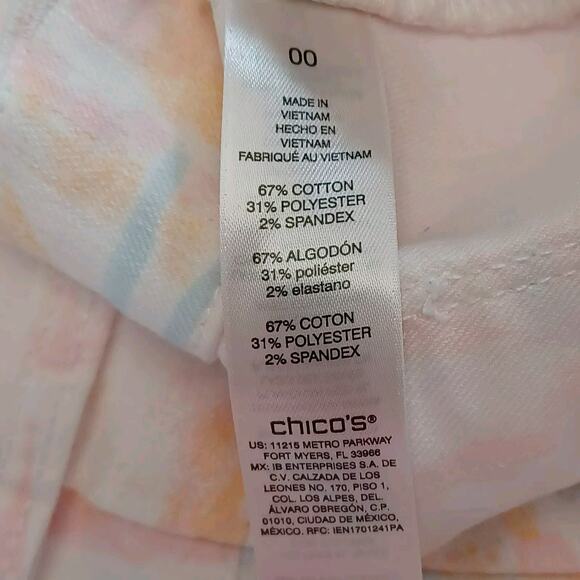 00
MADE IN
VIETNAM
HECHO EN
VIETNAM
FABRIQUÉ AU VIETNAM
67% COTTON
31% POLYESTER
2% SPANDEX
67% ALGODÓN
31% poliéster
2% elastano
67% COTON
31% POLYESTER
2% SPANDEX
chico's®
US: 11215 METRO PARKWAY
FORT MYERS, FL 33966
MX: IB ENTERPRISES S.A. DE
C.V. CALZADA DE LOS
LEONES NO. 170, PISO 1,
COL. LOS ALPES, DEL.
ÁLVARO OBREGÓN, C.P.
01010, CIUDAD DE MÉXICO,
MÉXICO. RFC: IEN1701241PA